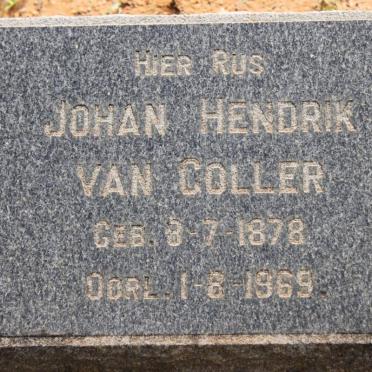 HIER RUS
JOHAN HENDRIK
VAN COLLER
GEB. 8-7-1878
OORL. 1-8-1969.